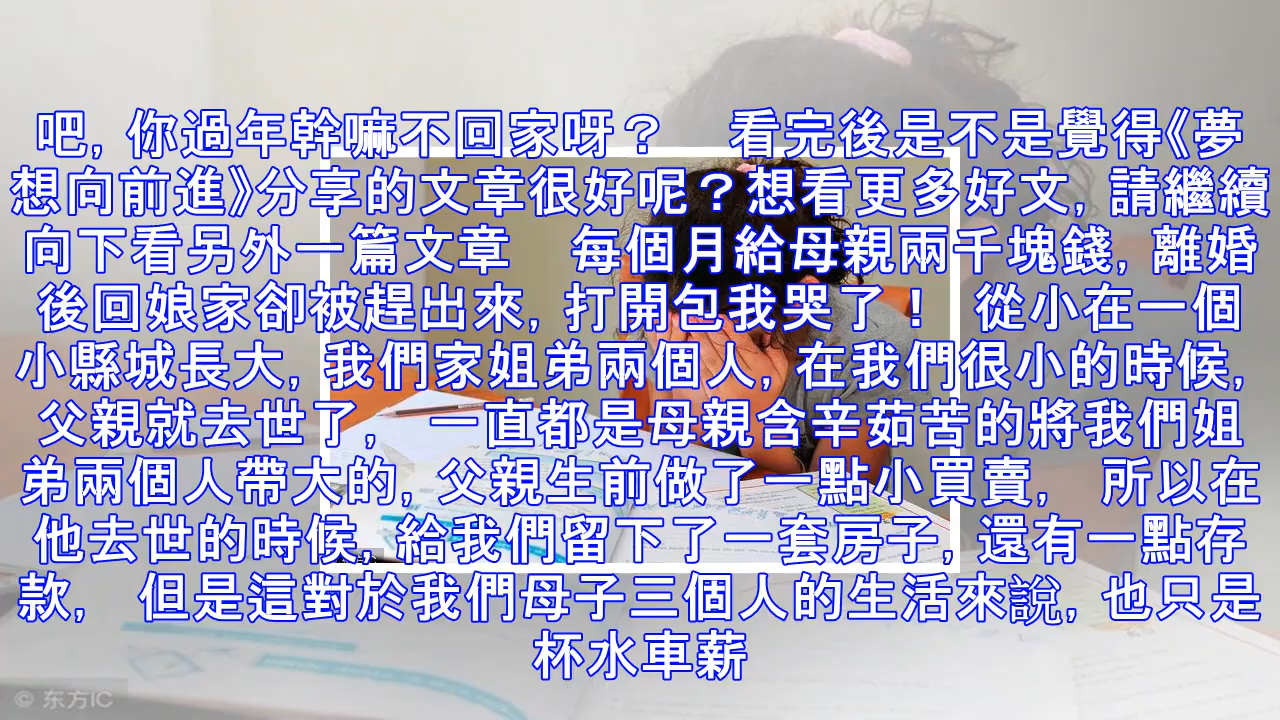 吧, 你過年幹嘛不回家呀？ 看完後是不是覺得《夢
想向前進》分享的文章很好呢？想看更多好文, 請繼續
向下看另外一篇文章 每個月給母親兩千塊錢, 離婚
後回娘家卻被趕出來, 打開包我哭了！ 從小在一個
小縣城長大, 我們家姐弟兩個人, 在我們很小的時候,
父親就去世了, 一直都是母親含辛茹苦的將我們姐
弟兩個人帶大的, 父親生前做了一點小買賣, 所以在
他去世的時候, 給我們留下了一套房子, 還有一點存
款, 但是這對於我們母子三個人的生活來說, 也只是
杯水車薪
© 东方IC